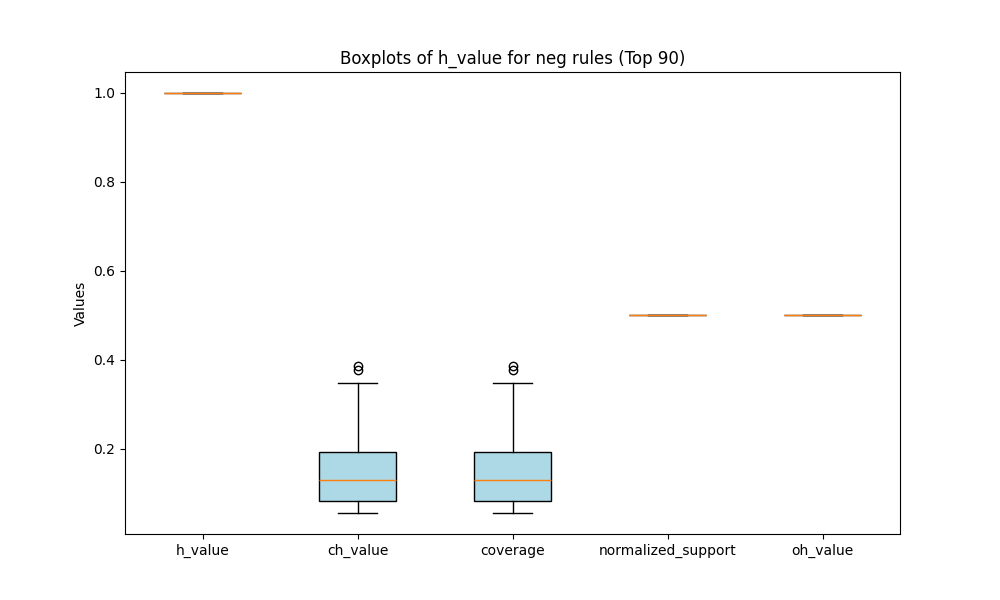 Boxplots of h_value for neg rules (Top 90)
Values
1.0
0.8
0.6
0.4
0.2
h_value
ch_value
coverage
normalized_support
oh_value